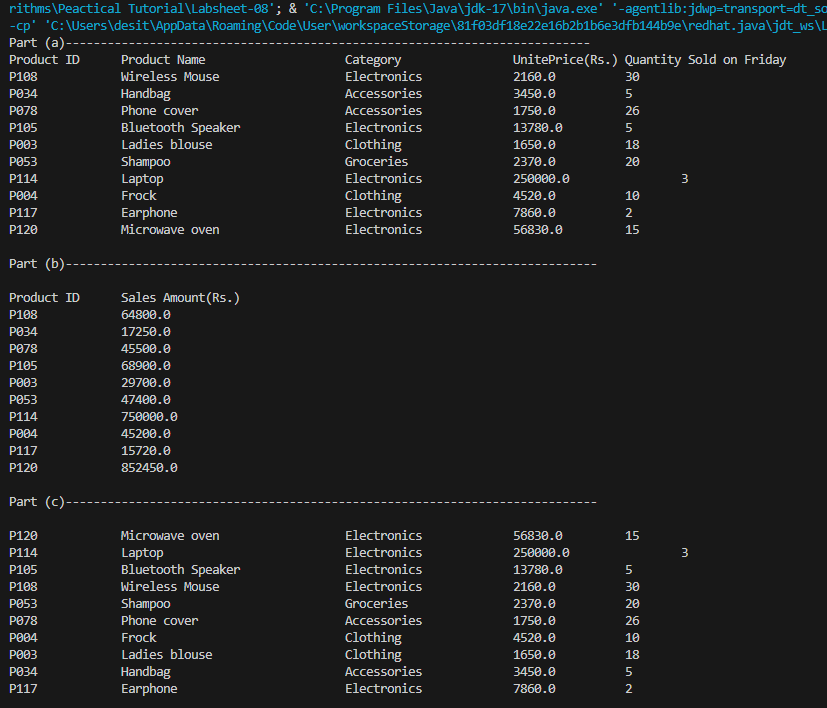 rithms\Peactical Tutorial\Labsheet-08'; & 'C:\Program Files\Java\jdk-17\bin\java.exe' '-agentlib:jdwp=transport=dt_so
-cp' 'C:\Users\desit\AppData\Roaming\Code\User\workspaceStorage\81f03df18e22e16b2b1b6e3dfb144b9e\redhat.java\jdt_ws\L
Part (a)---------------------------------------------------------------------------
Product ID	Product Name	Category	UnitePrice(Rs.)	Quantity Sold on Friday
P108	Wireless Mouse	Electronics	2160.0	30
P034	Handbag	Accessories	3450.0	5
P078	Phone cover	Accessories	1750.0	26
P105	Bluetooth Speaker	Electronics	13780.0	5
P003	Ladies blouse	Clothing	1650.0	18
P053	Shampoo	Groceries	2370.0	20
P114	Laptop	Electronics	250000.0	3
P004	Frock	Clothing	4520.0	10
P117	Earphone	Electronics	7860.0	2
P120	Microwave oven	Electronics	56830.0	15
Part (b)----------------------------------------------------------------------------
Product ID	Sales Amount(Rs.)
P108	64800.0
P034	17250.0
P078	45500.0
P105	68900.0
P003	29700.0
P053	47400.0
P114	750000.0
P004	45200.0
P117	15720.0
P120	852450.0
Part (c)----------------------------------------------------------------------------
P120	Microwave oven	Electronics	56830.0	15
P114	Laptop	Electronics	250000.0	3
P105	Bluetooth Speaker	Electronics	13780.0	5
P108	Wireless Mouse	Electronics	2160.0	30
P053	Shampoo	Groceries	2370.0	20
P078	Phone cover	Accessories	1750.0	26
P004	Frock	Clothing	4520.0	10
P003	Ladies blouse	Clothing	1650.0	18
P034	Handbag	Accessories	3450.0	5
P117	Earphone	Electronics	7860.0	2